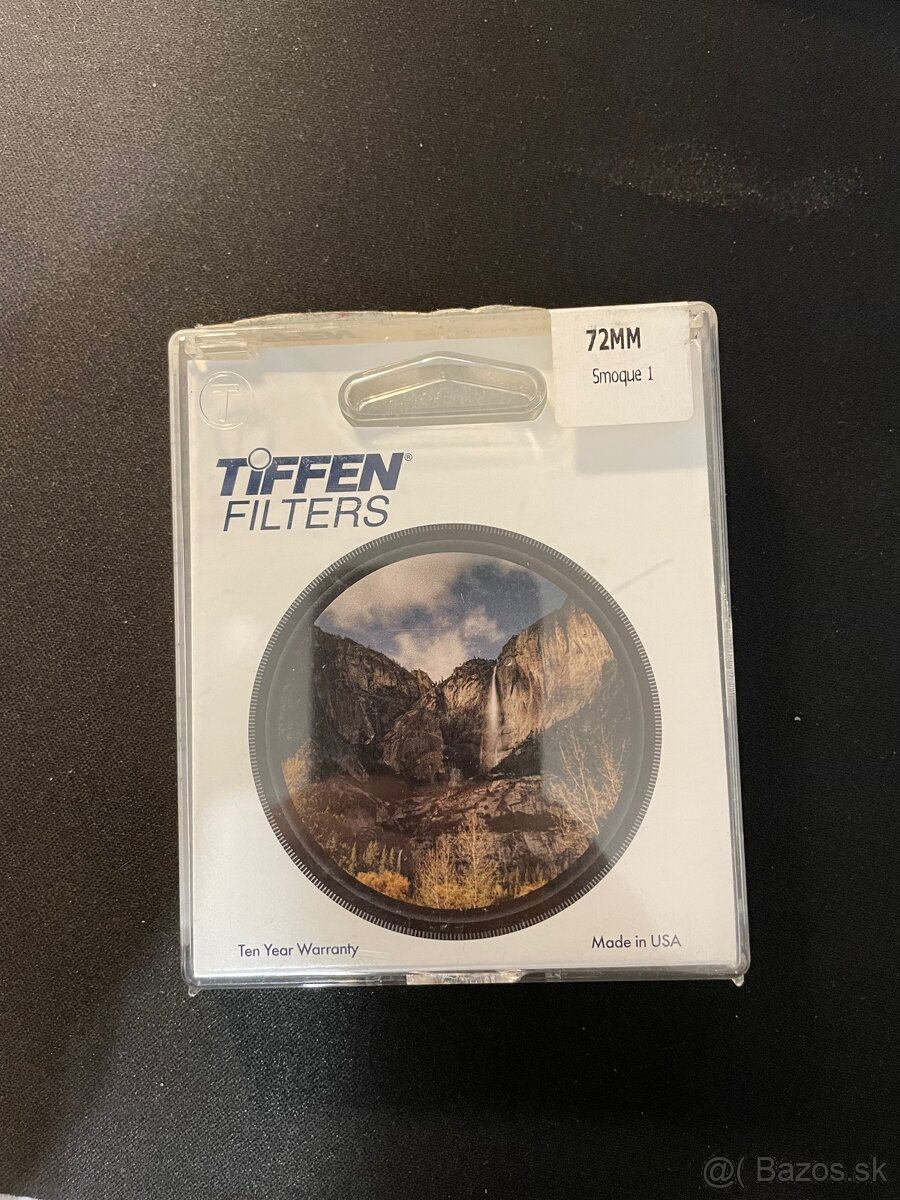 72MM
Smoque 1
T
TIFFEN®
FILTERS
Ten Year Warranty
Made in USA
@( Bazos.sk